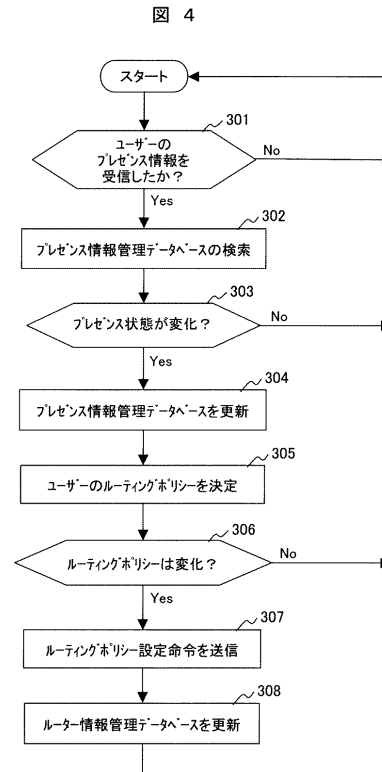 図 4
スタート
301
ユーザーの
プレゼンス情報を
受信したか？
No
Yes
302
プレゼンス情報管理データベースの検索
303
プレゼンス状態が変化？
No
Yes
304
プレゼンス情報管理データベースを更新
305
ユーザーのルーティングポリシーを決定
306
ルーティングポリシーは変化？
No
Yes
307
ルーティングポリシー設定命令を送信
308
ルーター情報管理データベースを更新